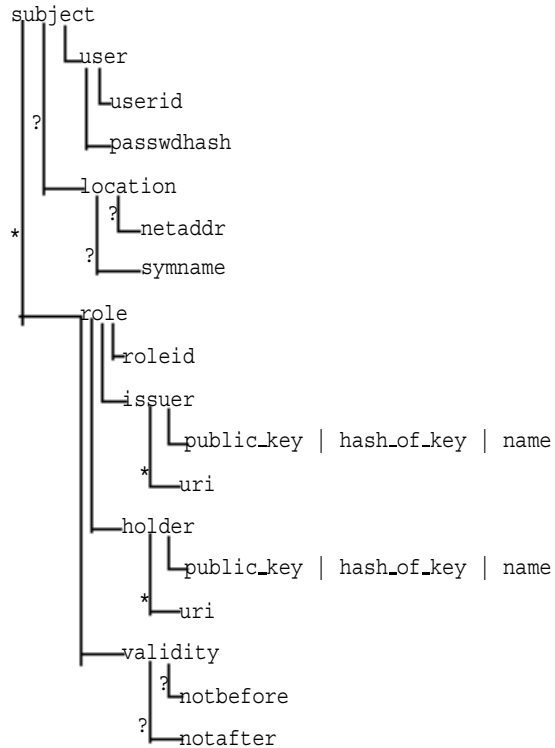 subject
user
userid
?
passwdhash
location
?
netaddr
*
?
symname
role
roleid
issuer
public_key | hash_of_key | name
*
uri
holder
public_key | hash_of_key | name
*
uri
validity
?
notbefore
?
notafter